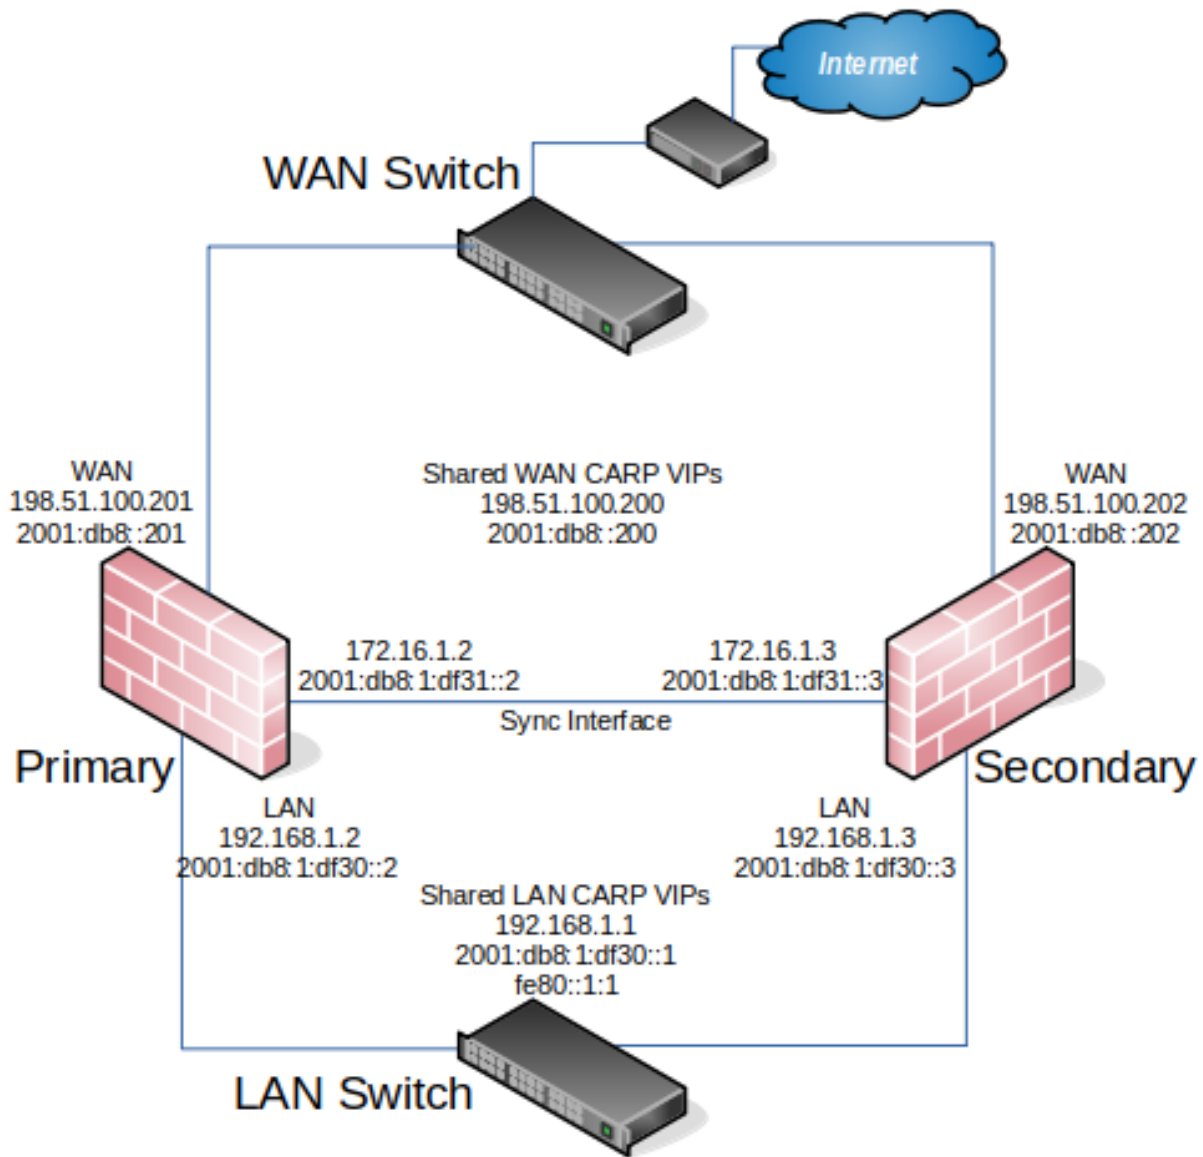 Internet
WAN Switch
WAN
198.51.100.201
2001:db8::201
Shared WAN CARP VIPs
198.51.100.200
2001:db8::200
WAN
198.51.100.202
2001:db8::202
172.16.1.2
2001:db8:1:df31::2
172.16.1.3
2001:db8:1:df31::3
Sync Interface
Primary
Secondary
LAN
192.168.1.2
2001:db8:1:df30::2
LAN
192.168.1.3
2001:db8:1:df30::3
Shared LAN CARP VIPs
192.168.1.1
2001:db8:1:df30::1
fe80::1:1
LAN Switch